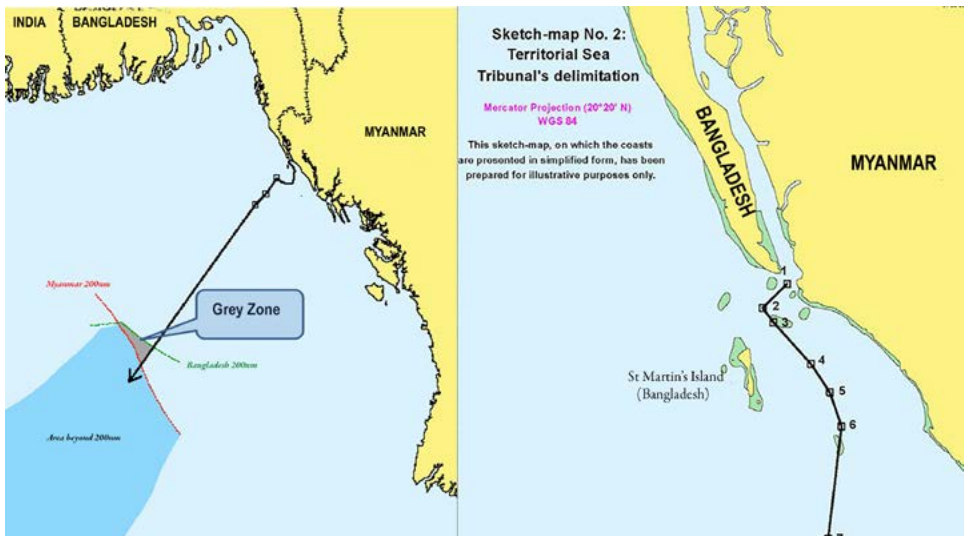 INDIA
BANGLADESH
MYANMAR
Myanmar 200nm
Grey Zone
Bangladesh 200nm
Area beyond 200nm
Sketch-map No. 2:
Territorial Sea
Tribunal's delimitation
Mercator Projection (20°20' N)
WGS 84
This sketch-map, on which the coasts
are presented in simplified form, has been
prepared for illustrative purposes only.
BANGLADESH
MYANMAR
1
2
3
4
5
6
St Martin's Island
(Bangladesh)